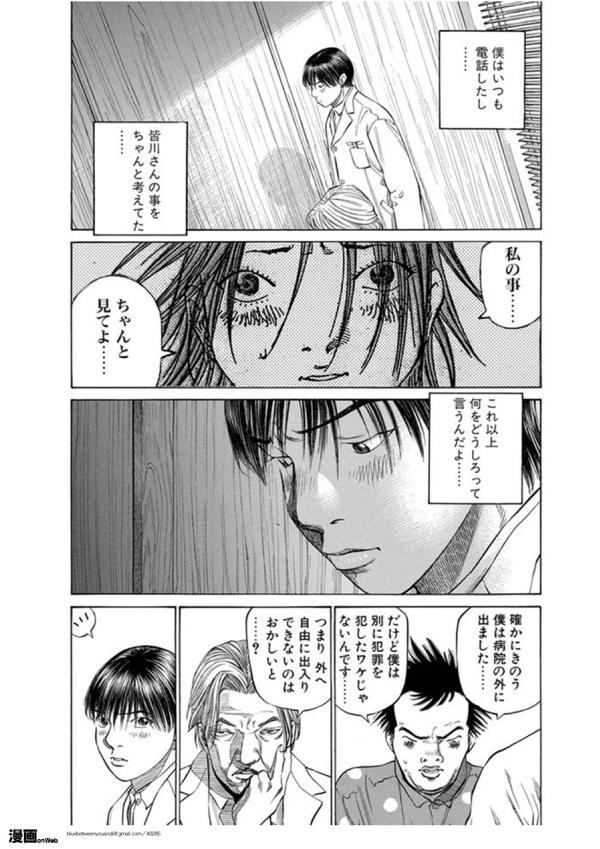 僕はいつも
電話したし
皆川さんの事を
ちゃんと考えてた
……
私の事……
ちゃんと
見てよ……
これ以上
何をどうしろって
言うんだよ……
確かにきのう
僕は病院の外に
出ました……
だけど僕は
別に犯罪を
犯したワケじゃ
ないんです……
つまり 外へ
自由に出入り
できないのは
おかしいと
……?
漫画 on Web
bluebetweenyouandi@gmail.com/40285